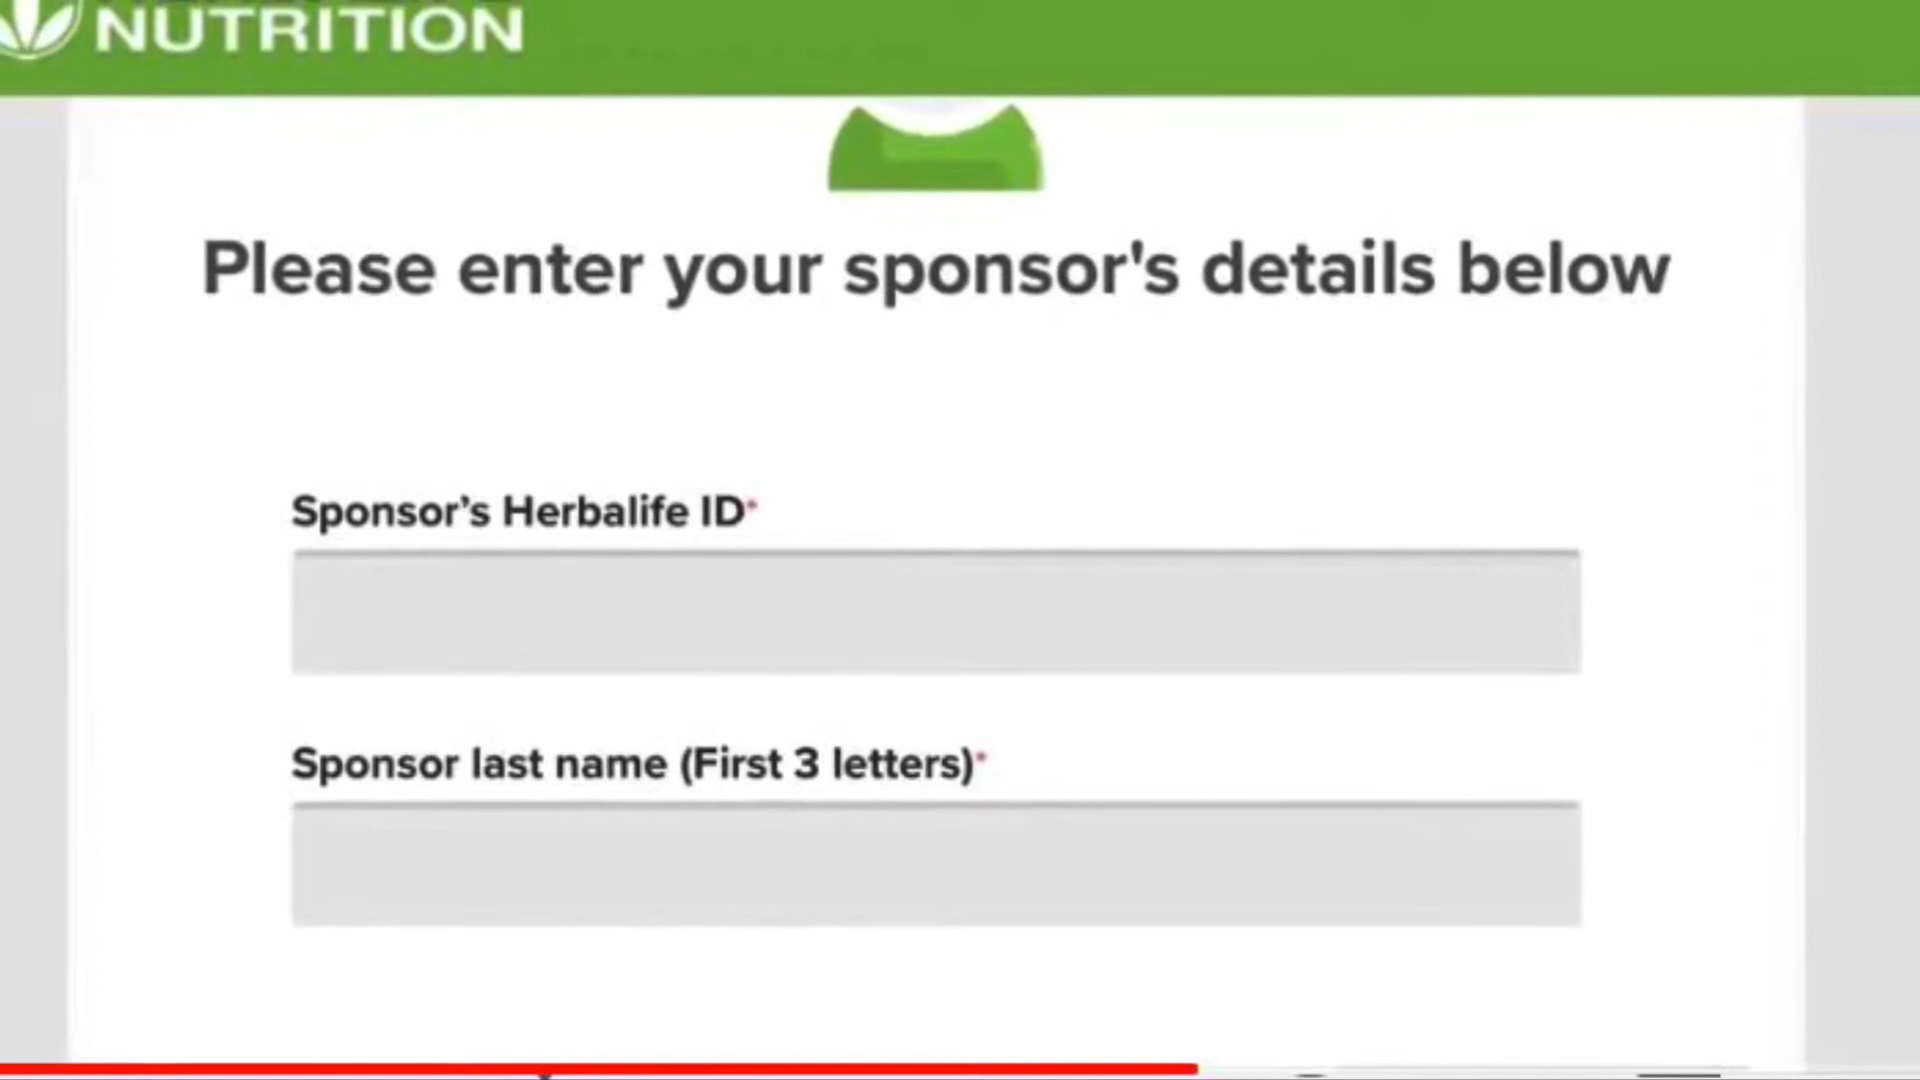 NUTRITION
Please enter your sponsor's details below
Sponsor’s Herbalife ID*
Sponsor last name (First 3 letters)*